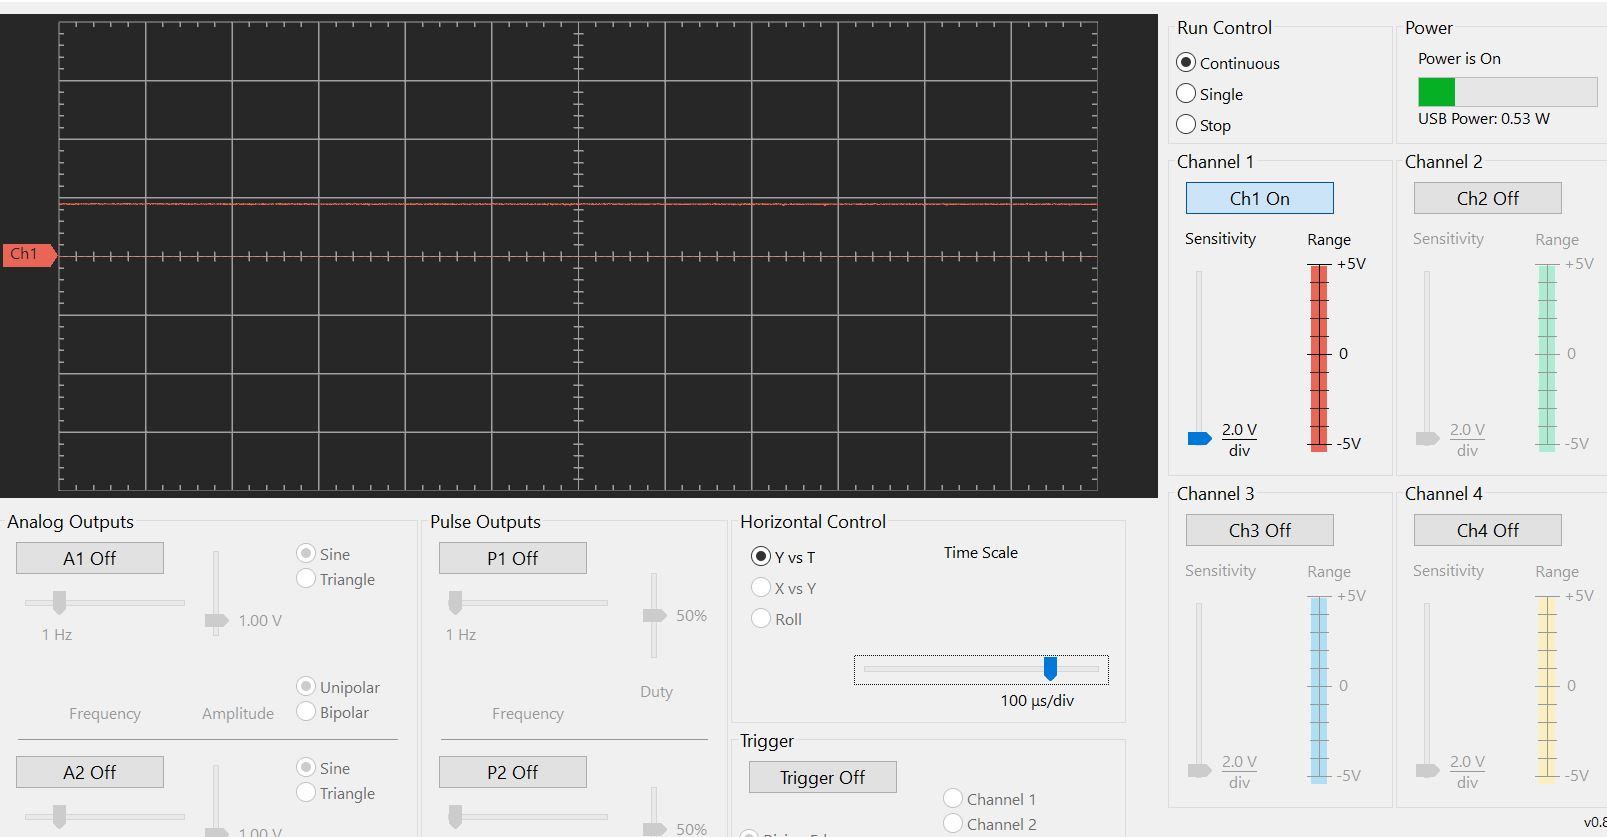 Ch1
Run Control
Continuous
Single
Stop
Power
Power is On
USB Power: 0.53 W
Channel 1
Ch1 On
Sensitivity
Range
+5V
0
-5V
2.0 V
div
Channel 2
Ch2 Off
Sensitivity
Range
+5V
0
-5V
2.0 V
div
Channel 3
Ch3 Off
Sensitivity
Range
+5V
0
-5V
2.0 V
div
Channel 4
Ch4 Off
Sensitivity
Range
+5V
0
-5V
2.0 V
div
Analog Outputs
A1 Off
Sine
Triangle
1.00 V
1 Hz
Unipolar
Bipolar
Frequency
Amplitude
A2 Off
Sine
Triangle
1.00 V
Pulse Outputs
P1 Off
50%
1 Hz
Duty
Frequency
P2 Off
50%
Horizontal Control
Y vs T
X vs Y
Roll
Time Scale
100 µs/div
Trigger
Trigger Off
Channel 1
Channel 2
v0.8